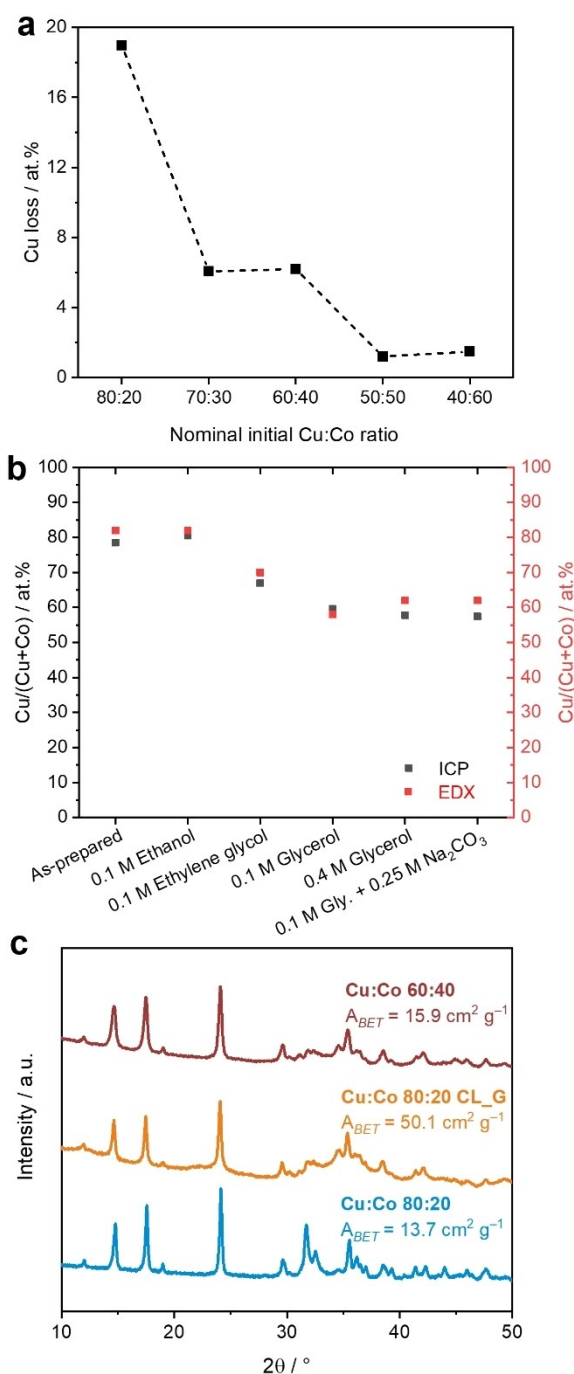 a
20
16
12
8
4
0
Cu loss / at.%
80:20 70:30 60:40 50:50 40:60
Nominal initial Cu:Co ratio
b
100
90
80
70
60
50
40
30
20
10
0
Cu/(Cu+Co) / at.%
100
90
80
70
60
50
40
30
20
10
0
Cu/(Cu+Co) / at.%
ICP
EDX
As-prepared
0.1 M Ethanol
0.1 M Ethylene glycol
0.1 M Glycerol
0.4 M Glycerol
0.1 M Gly. + 0.25 M Na₂CO₃
c
Cu:Co 60:40
A_BET = 15.9 cm² g⁻¹
Cu:Co 80:20 CL_G
A_BET = 50.1 cm² g⁻¹
Cu:Co 80:20
A_BET = 13.7 cm² g⁻¹
Intensity / a.u.
10 20 30 40 50
2θ / °